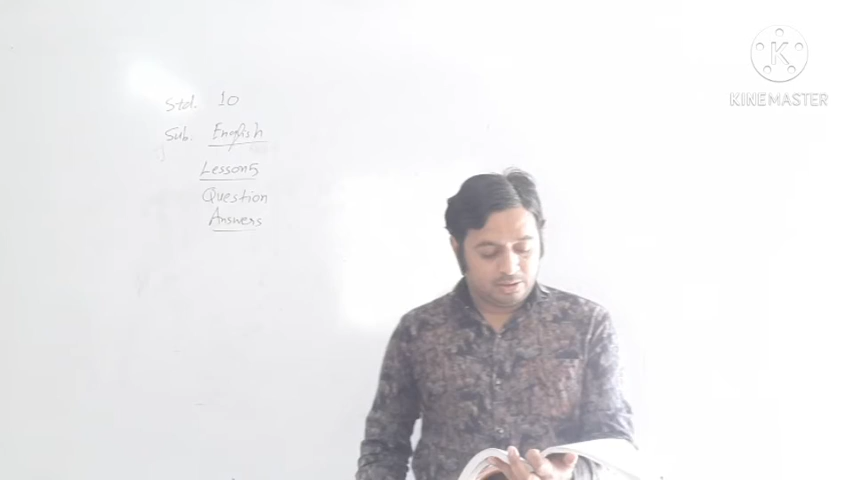 Std. 10
Sub. English
Lesson 5
Question
Answers
KINEMASTER